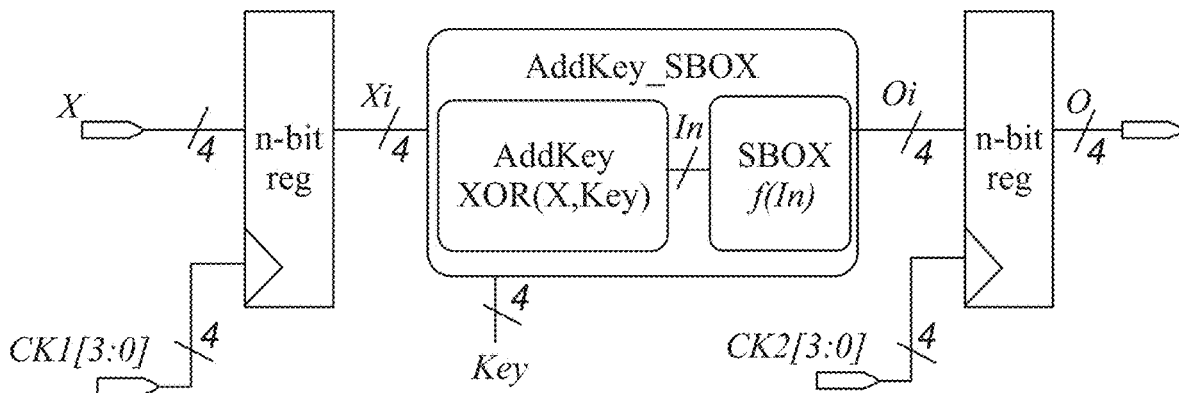 AddKey_SBOX
X
4
n-bit
reg
Xi
4
AddKey
XOR(X,Key)
In
SBOX
f(In)
Oi
4
n-bit
reg
O
4
CK1[3:0]
4
4
Key
CK2[3:0]
4